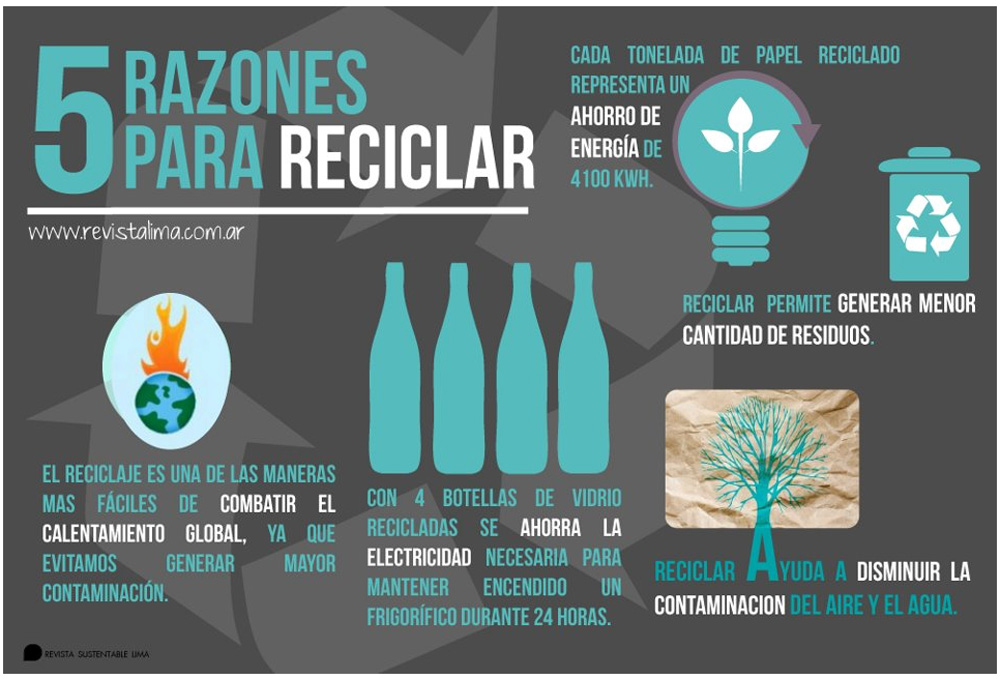 5 RAZONES
PARA RECICLAR
www.revistalima.com.ar
CADA TONELADA DE PAPEL RECICLADO
REPRESENTA UN
AHORRO DE
ENERGÍA DE
4100 KWH.
RECICLAR PERMITE GENERAR MENOR
CANTIDAD DE RESIDUOS.
EL RECICLAJE ES UNA DE LAS MANERAS
MAS FÁCILES DE COMBATIR EL
CALENTAMIENTO GLOBAL, YA QUE
EVITAMOS GENERAR MAYOR
CONTAMINACIÓN.
CON 4 BOTELLAS DE VIDRIO
RECICLADAS SE AHORRA LA
ELECTRICIDAD NECESARIA PARA
MANTENER ENCENDIDO UN
FRIGORÍFICO DURANTE 24 HORAS.
RECICLAR AYUDA A DISMINUIR LA
CONTAMINACION DEL AIRE Y EL AGUA.
REVISTA SUSTENTABLE LIMA